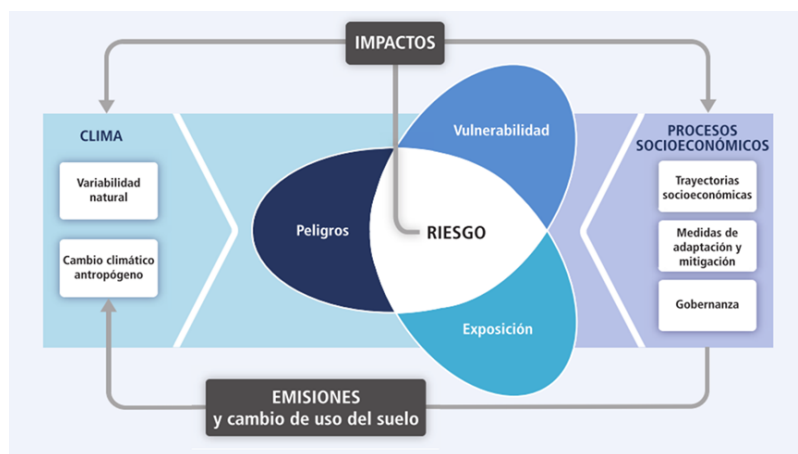 IMPACTOS
CLIMA
Variabilidad
natural
Cambio climático
antropógeno
Peligros
Vulnerabilidad
RIESGO
Exposición
PROCESOS
SOCIOECONÓMICOS
Trayectorias
socioeconómicas
Medidas de
adaptación y
mitigación
Gobernanza
EMISIONES
y cambio de uso del suelo